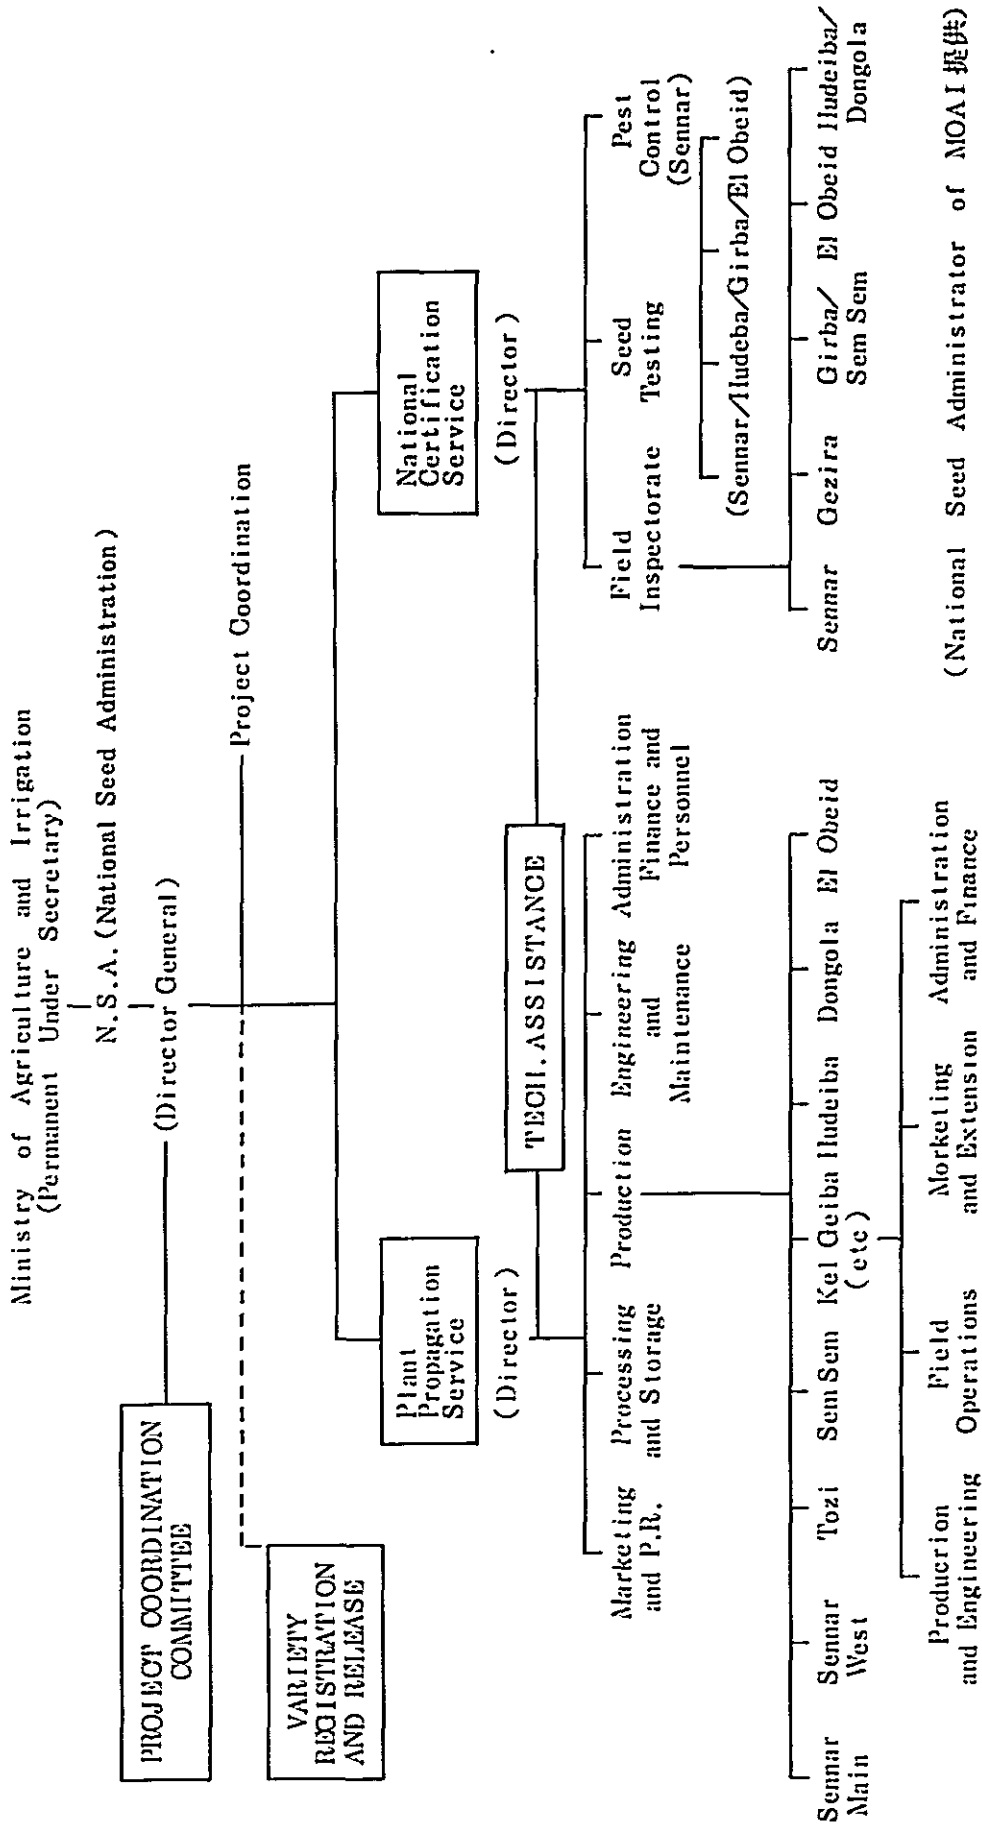 Ministry of Agriculture and Irrigation
(Permanent Under Secretary)
N.S.A.(National Seed Administration)
(Director General)
PROJECT COORDINATION
COMMITTEE
Project Coordination
VARIETY
REGISTRATION
AND RELEASE
Plant
Propagation
Service
(Director)
National
Certification
Service
(Director)
TECH.ASSISTANCE
Marketing
and P.R.
Processing
and Storage
Production
Engineering
and
Maintenance
Administration
Finance and
Personnel
Field
Inspectorate
Seed
Testing
Pest
Control
(Sennar)
(Sennar/Hudeba/Girba/El Obeid)
Sennar
Main
Sennar
West
Tozi
Sem Sem
Kel Geiba
(etc)
Hudeiba
Dongola
El Obeid
Sennar
Gezira
Girba/
Sem Sem
El Obeid
Hudeiba/
Dongola
Producrion
and Engineering
Field
Operations
Morketing
and Extension
Administration
and Finance
(National Seed Administrator of MOAI提供)